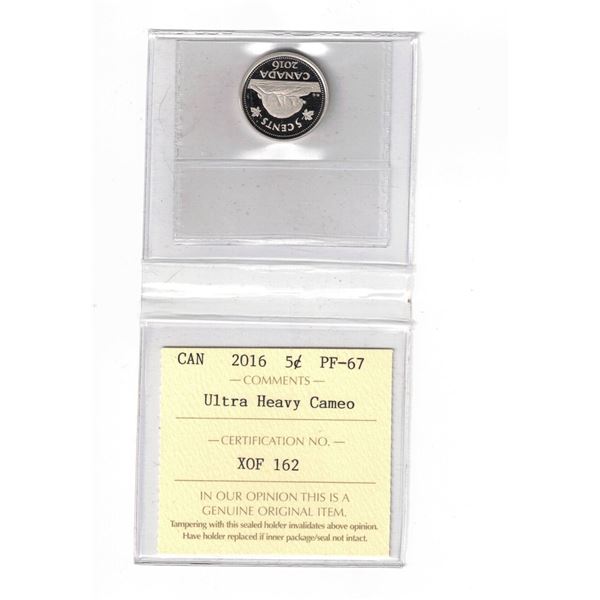 5 CENTS
CANADA
2016
CAN 2016 5¢ PF-67
— COMMENTS —
Ultra Heavy Cameo
— CERTIFICATION NO. —
XOF 162
IN OUR OPINION THIS IS A
GENUINE ORIGINAL ITEM.
Tampering with this sealed holder invalidates above opinion.
Have holder replaced if inner package/seal not intact.